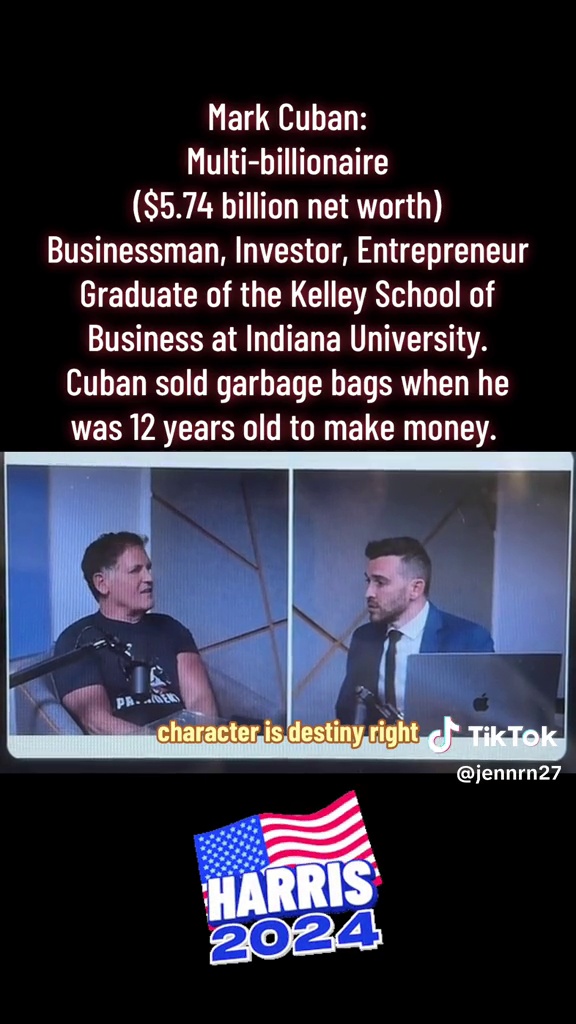 Mark Cuban:
Multi-billionaire
($5.74 billion net worth)
Businessman, Investor, Entrepreneur
Graduate of the Kelley School of
Business at Indiana University.
Cuban sold garbage bags when he
was 12 years old to make money.
character is destiny right
TikTok
@jennrn27
HARRIS
2024